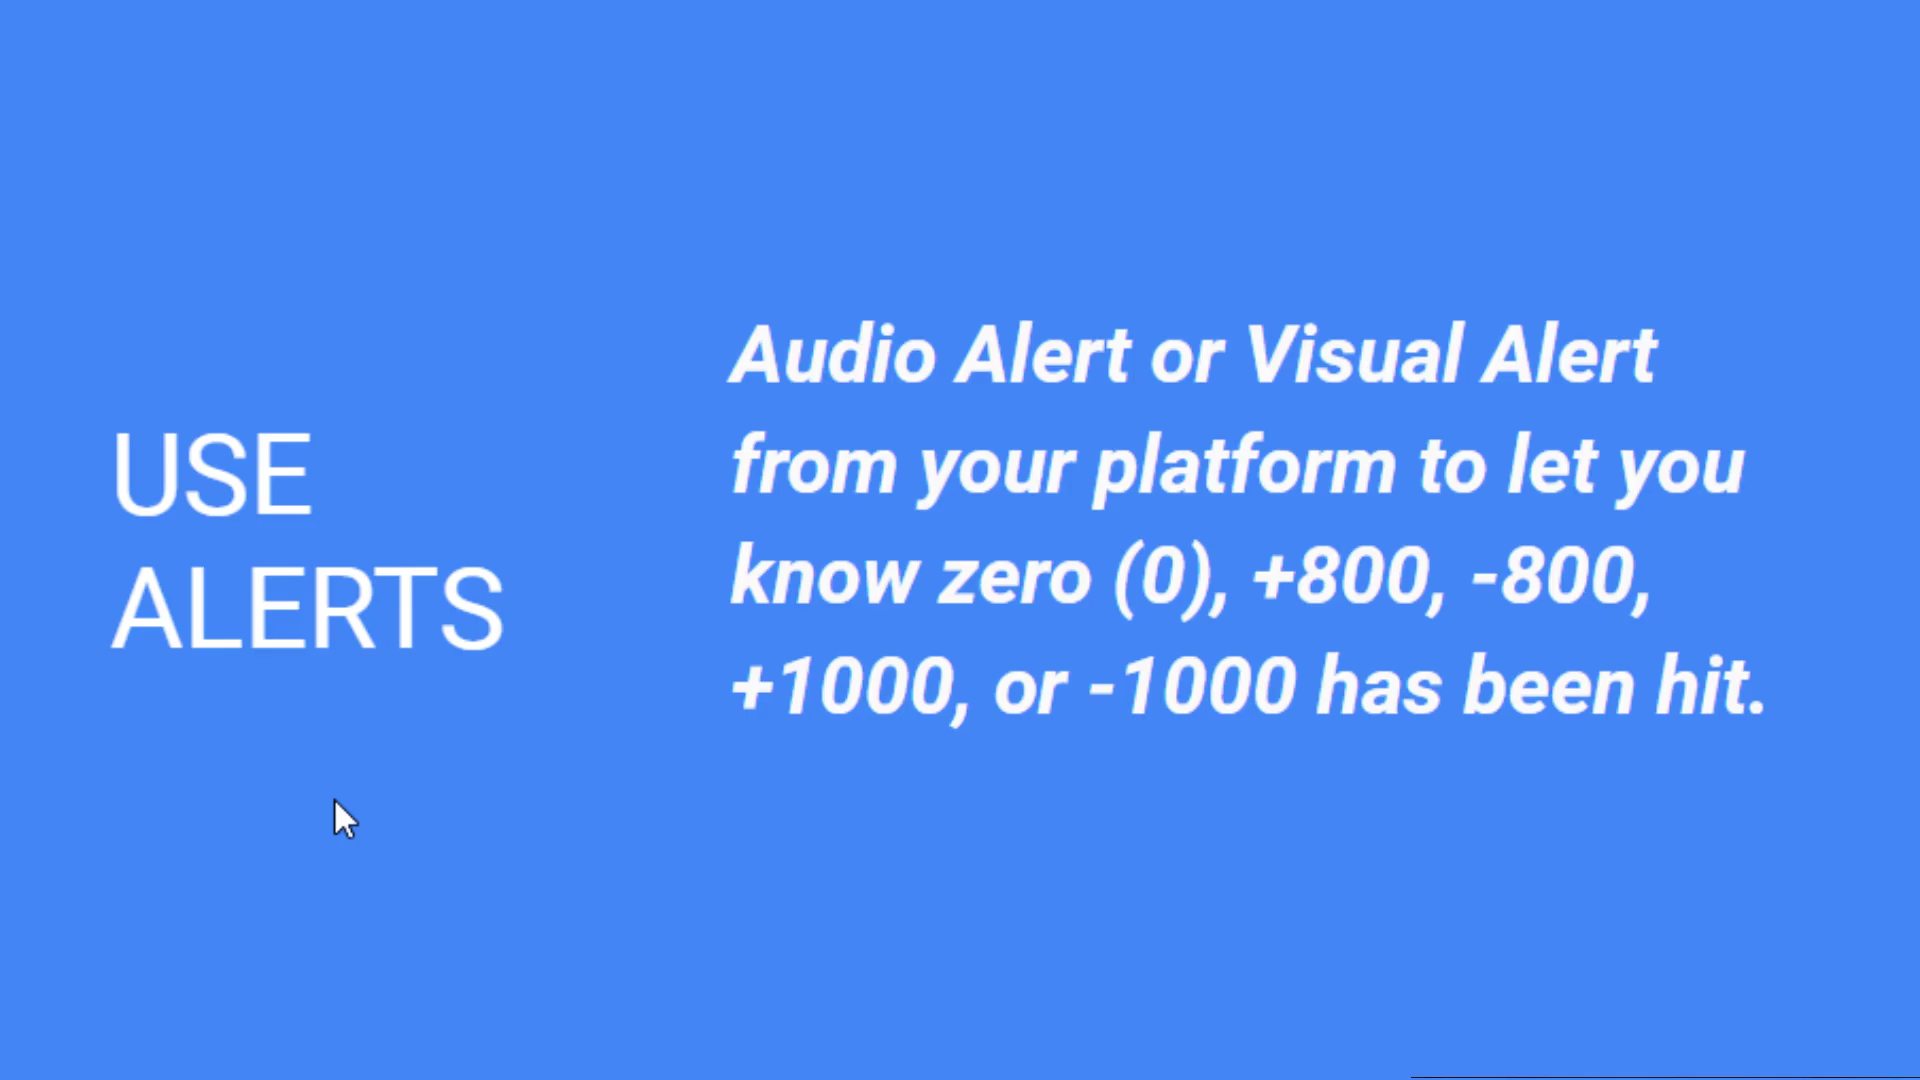 USE
ALERTS
Audio Alert or Visual Alert
from your platform to let you
know zero (0), +800, -800,
+1000, or -1000 has been hit.